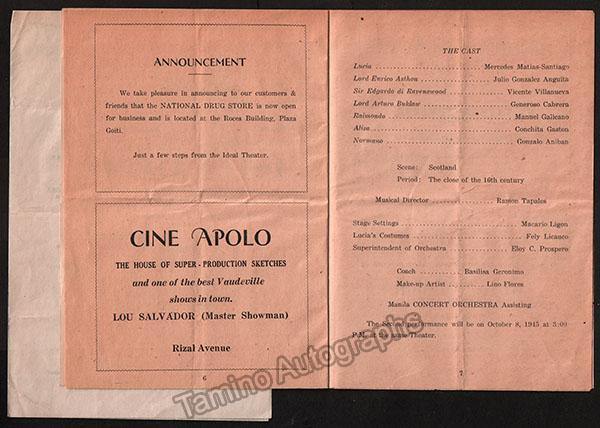 ANNOUNCEMENT
We take pleasure in announcing to our customers &
friends that the NATIONAL DRUG STORE is now open
for business and is located at the Roces Building, Plaza
Goiti.
Just a few steps from the Ideal Theater.
CINE APOLO
THE HOUSE OF SUPER - PRODUCTION SKETCHES
and one of the best Vaudeville
shows in town.
LOU SALVADOR (Master Showman)
Rizal Avenue
6
THE CAST
Lucia Mercedes Matias-Santiago
Lord Enrico Asthon Julio Gonzalez Anguita
Sir Edgardo di Ravenswood Vicente Villanueva
Lord Arturo Buklaw Generoso Cabrera
Raimondo Manuel Galicano
Alisa Conchita Gaston
Normano Gonzalo Aniban
Scene: Scotland
Period: The close of the 16th century
Musical Director Ramon Tapales
Stage Settings Macario Ligon
Lucia's Costumes Fely Licauco
Superintendent of Orchestra Eloy C. Prospero
Coach Basilisa Geronimo
Make-up Artist Lino Flores
Manila CONCERT ORCHESTRA Assisting
The Second performance will be on October 8, 1945 at 5:00
P.M. at the same Theater.
7
Tamino Autographs